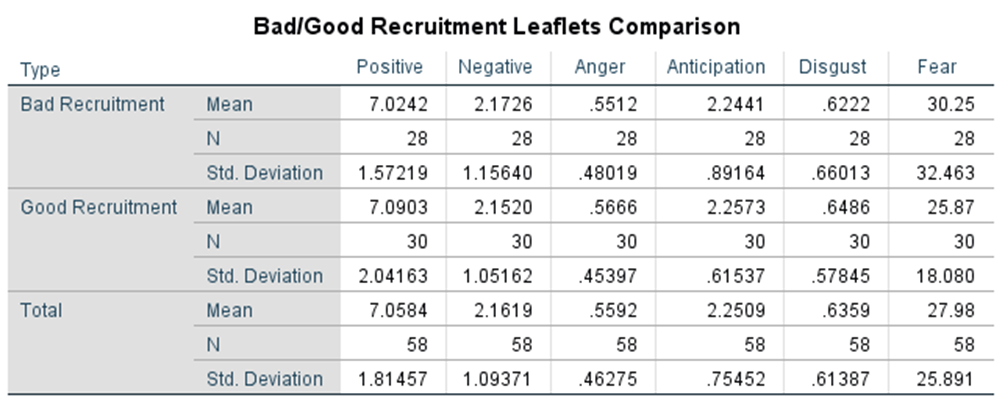 Bad/Good Recruitment Leaflets Comparison
Type Positive Negative Anger Anticipation Disgust Fear
Bad Recruitment Mean 7.0242 2.1726 .5512 2.2441 .6222 30.25
N 28 28 28 28 28 28
Std. Deviation 1.57219 1.15640 .48019 .89164 .66013 32.463
Good Recruitment Mean 7.0903 2.1520 .5666 2.2573 .6486 25.87
N 30 30 30 30 30 30
Std. Deviation 2.04163 1.05162 .45397 .61537 .57845 18.080
Total Mean 7.0584 2.1619 .5592 2.2509 .6359 27.98
N 58 58 58 58 58 58
Std. Deviation 1.81457 1.09371 .46275 .75452 .61387 25.891